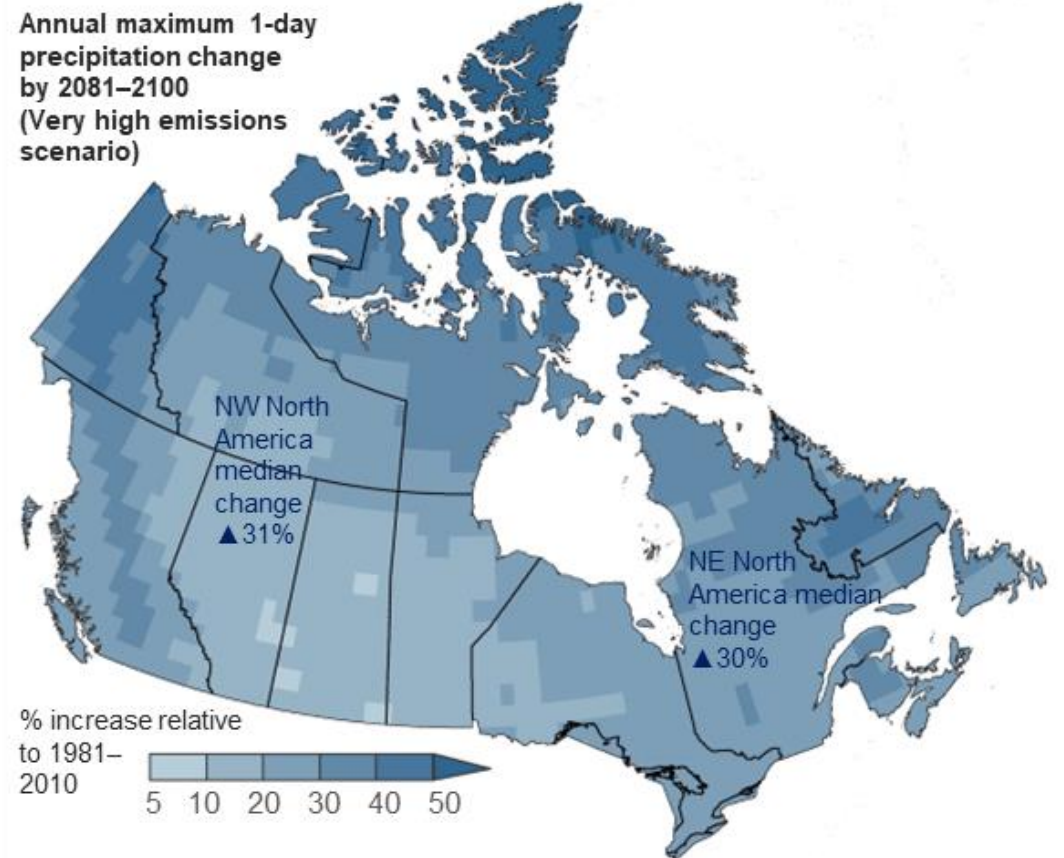 Annual maximum 1-day
precipitation change
by 2081–2100
(Very high emissions
scenario)
NW North
America
median
change
▲31%
NE North
America median
change
▲30%
% increase relative
to 1981–
2010
5 10 20 30 40 50